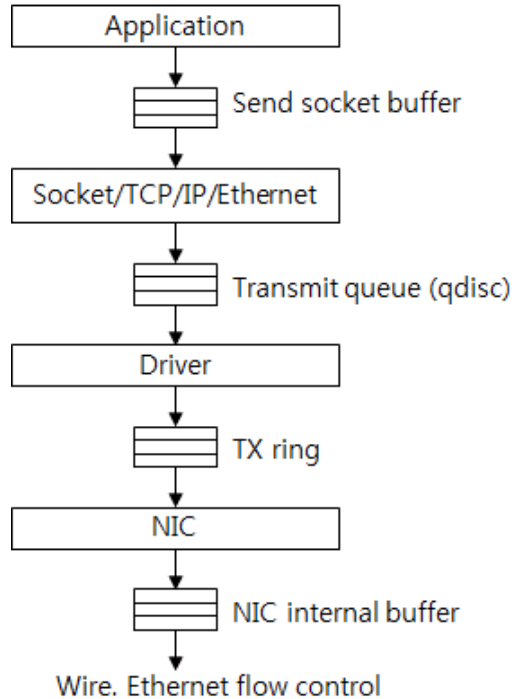 Application
Send socket buffer
Socket/TCP/IP/Ethernet
Transmit queue (qdisc)
Driver
TX ring
NIC
NIC internal buffer
Wire. Ethernet flow control